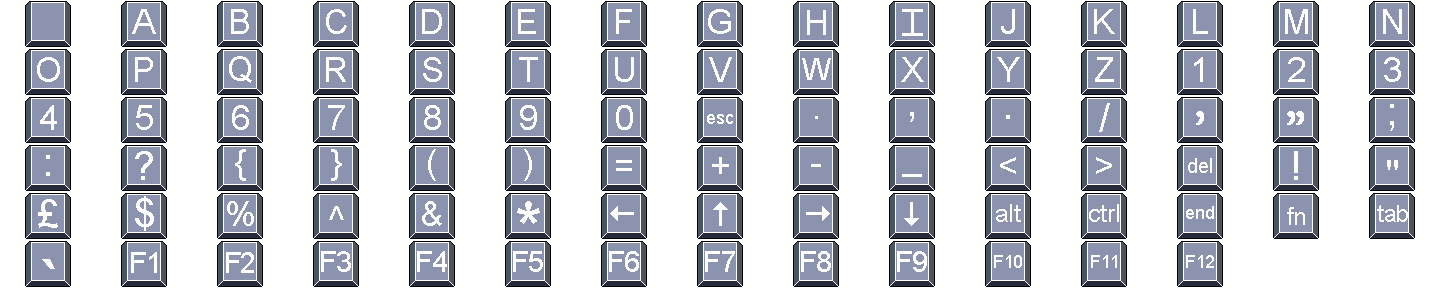 A B C D E F G H I J K L M N
O P Q R S T U V W X Y Z 1 2 3
4 5 6 7 8 9 0 esc · , · / ❜ ❞ ;
: ? { } ( ) = + - _ < > del ! "
£ $ % ^ & * ← ↑ → ↓ alt ctrl end fn tab
` F1 F2 F3 F4 F5 F6 F7 F8 F9 F10 F11 F12